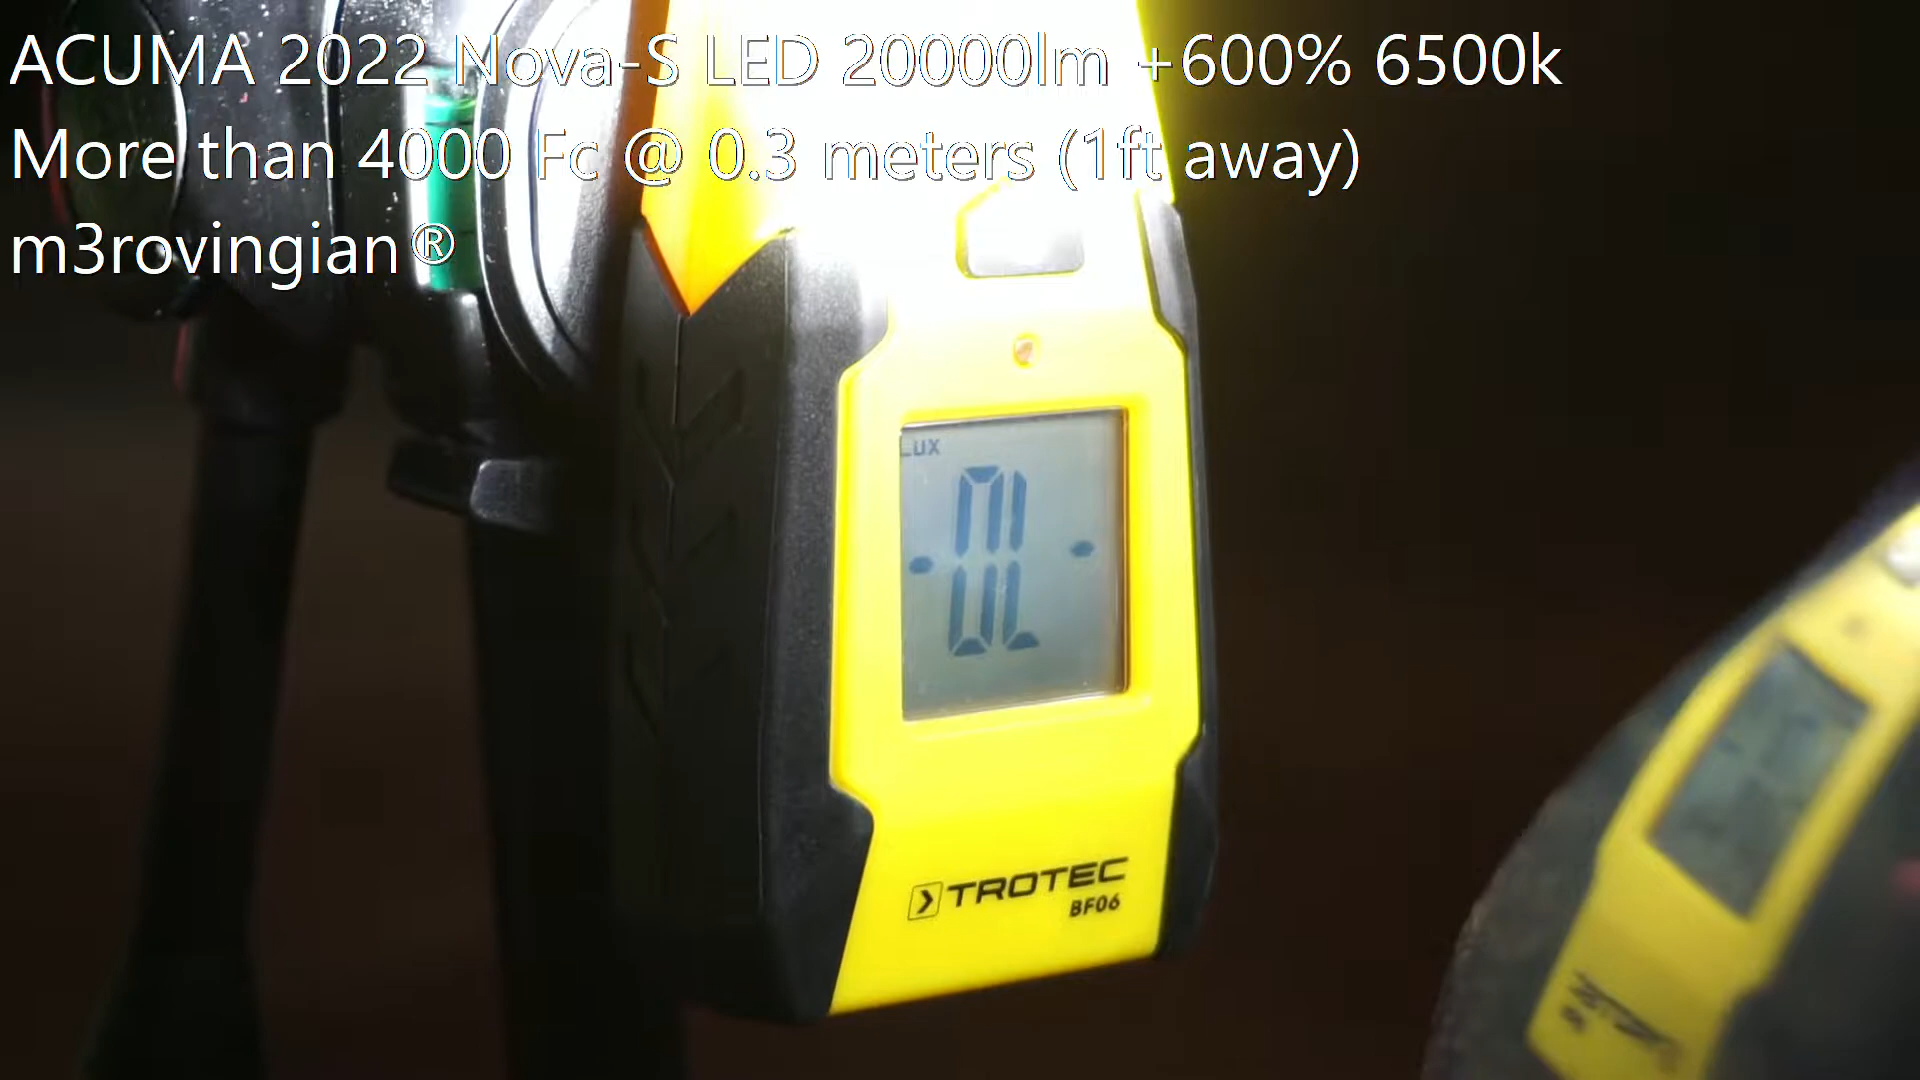 ACUMA 2022 Nova-S LED 20000lm +600% 6500k
More than 4000 Fc @ 0.3 meters (1ft away)
m3rovingian®
LUX
OL
TROTEC
BF06